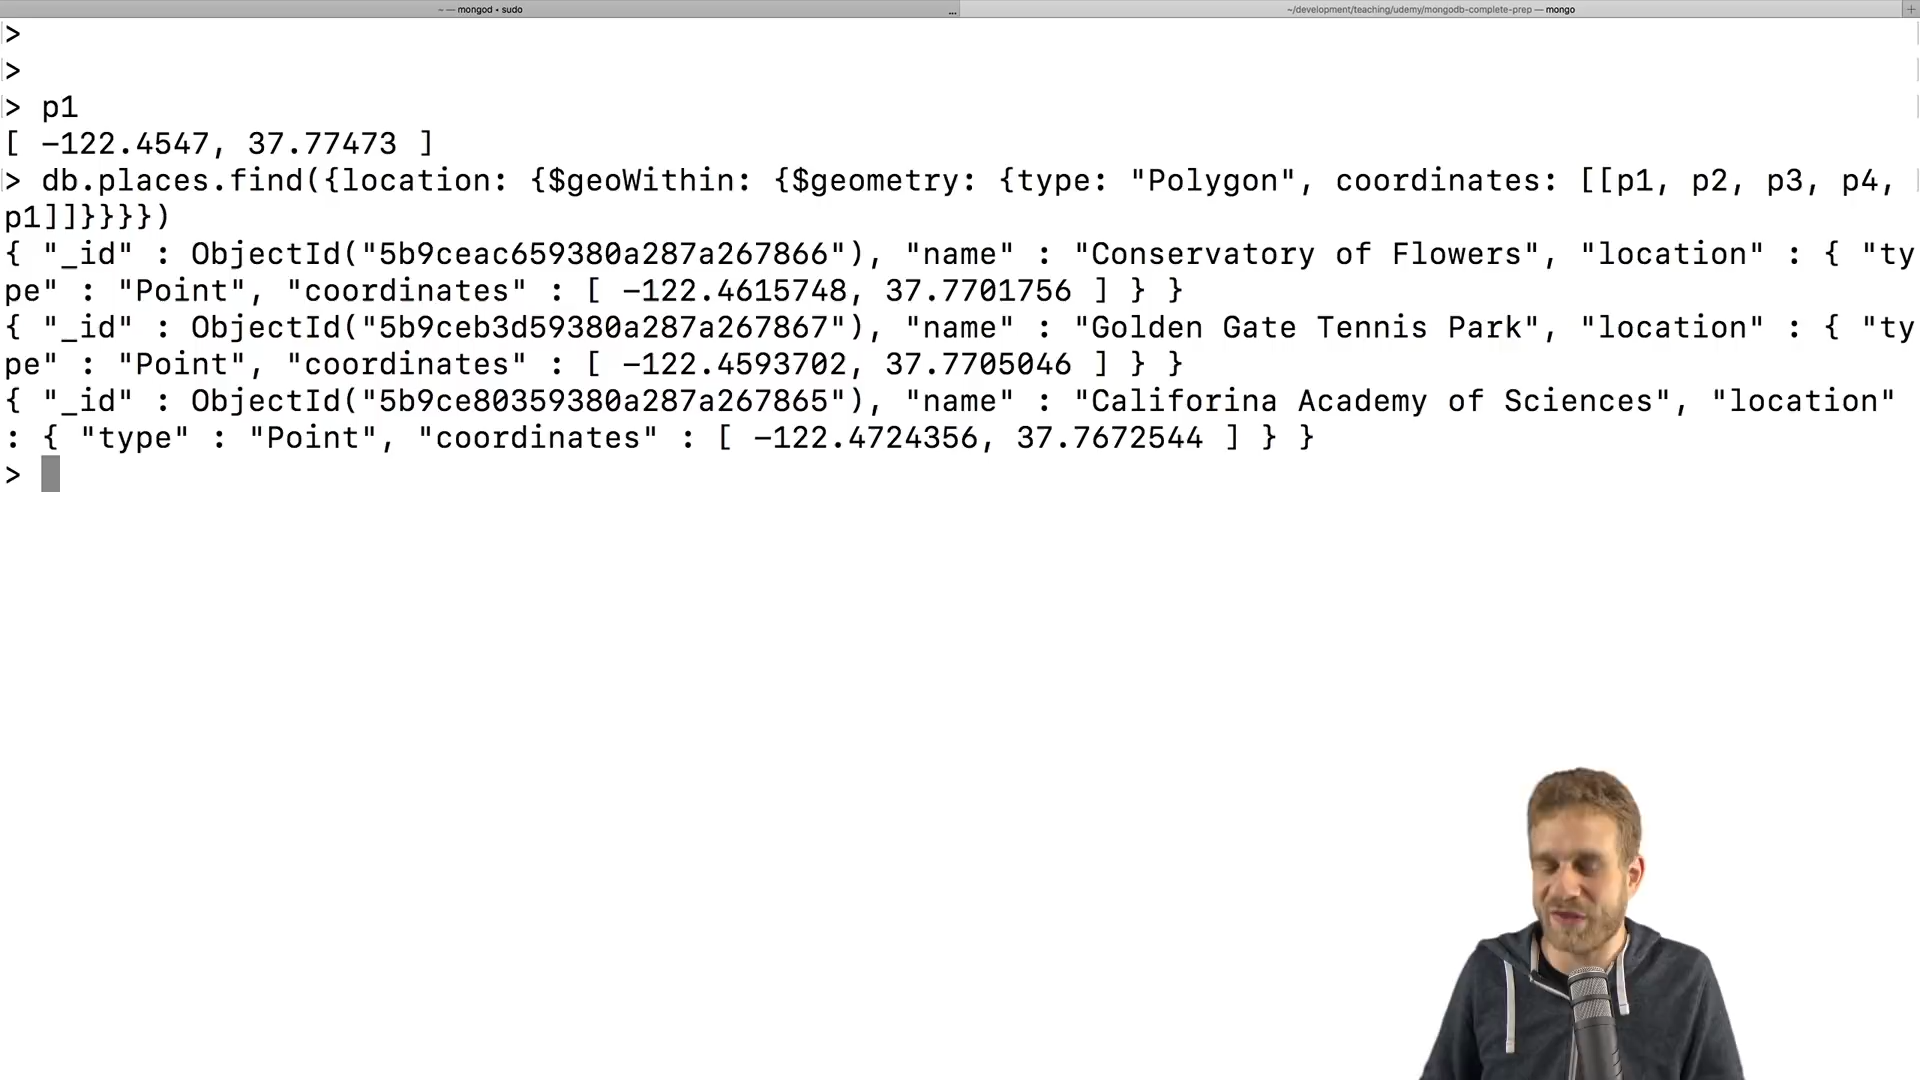 ~ — mongod • sudo
...
~/development/teaching/udemy/mongodb-complete-prep — mongo
+
>
>
> p1
[ -122.4547, 37.77473 ]
> db.places.find({location: {$geoWithin: {$geometry: {type: "Polygon", coordinates: [[p1, p2, p3, p4,
p1]]}}}})
{ "_id" : ObjectId("5b9ceac659380a287a267866"), "name" : "Conservatory of Flowers", "location" : { "ty
pe" : "Point", "coordinates" : [ -122.4615748, 37.7701756 ] } }
{ "_id" : ObjectId("5b9ceb3d59380a287a267867"), "name" : "Golden Gate Tennis Park", "location" : { "ty
pe" : "Point", "coordinates" : [ -122.4593702, 37.7705046 ] } }
{ "_id" : ObjectId("5b9ce80359380a287a267865"), "name" : "Califorina Academy of Sciences", "location"
: { "type" : "Point", "coordinates" : [ -122.4724356, 37.7672544 ] } }
>